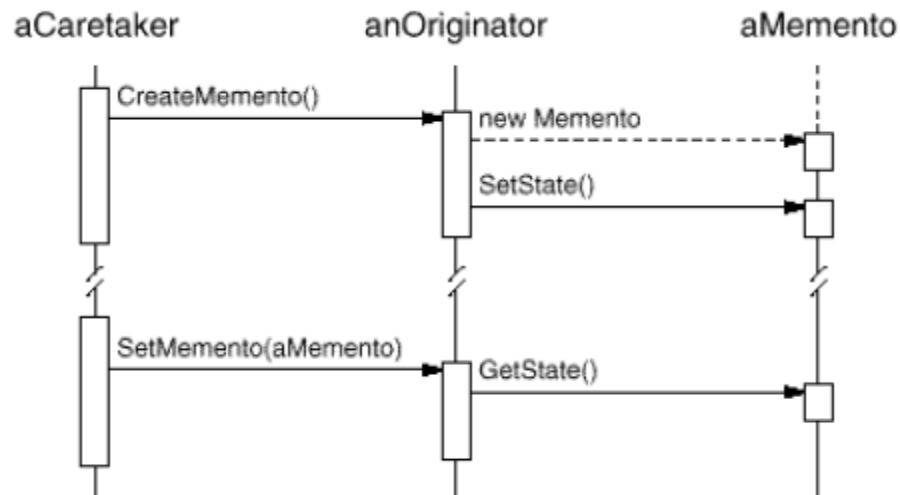 aCaretaker anOriginator aMemento
CreateMemento()
new Memento
SetState()
SetMemento(aMemento)
GetState()